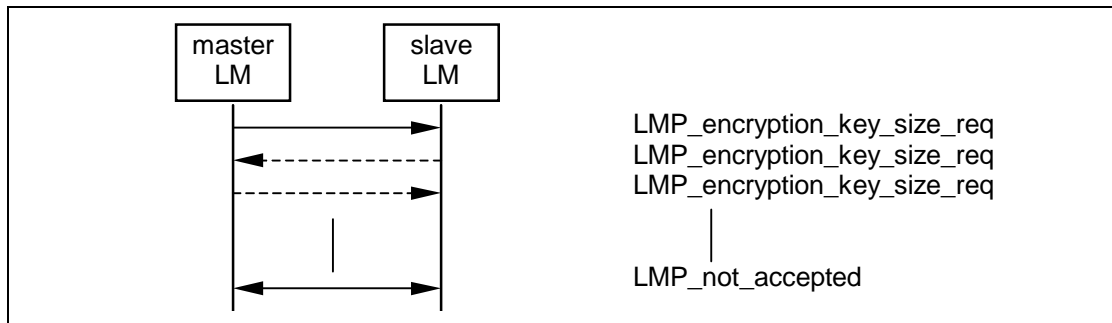 master
LM
slave
LM
LMP_encryption_key_size_req
LMP_encryption_key_size_req
LMP_encryption_key_size_req
LMP_not_accepted